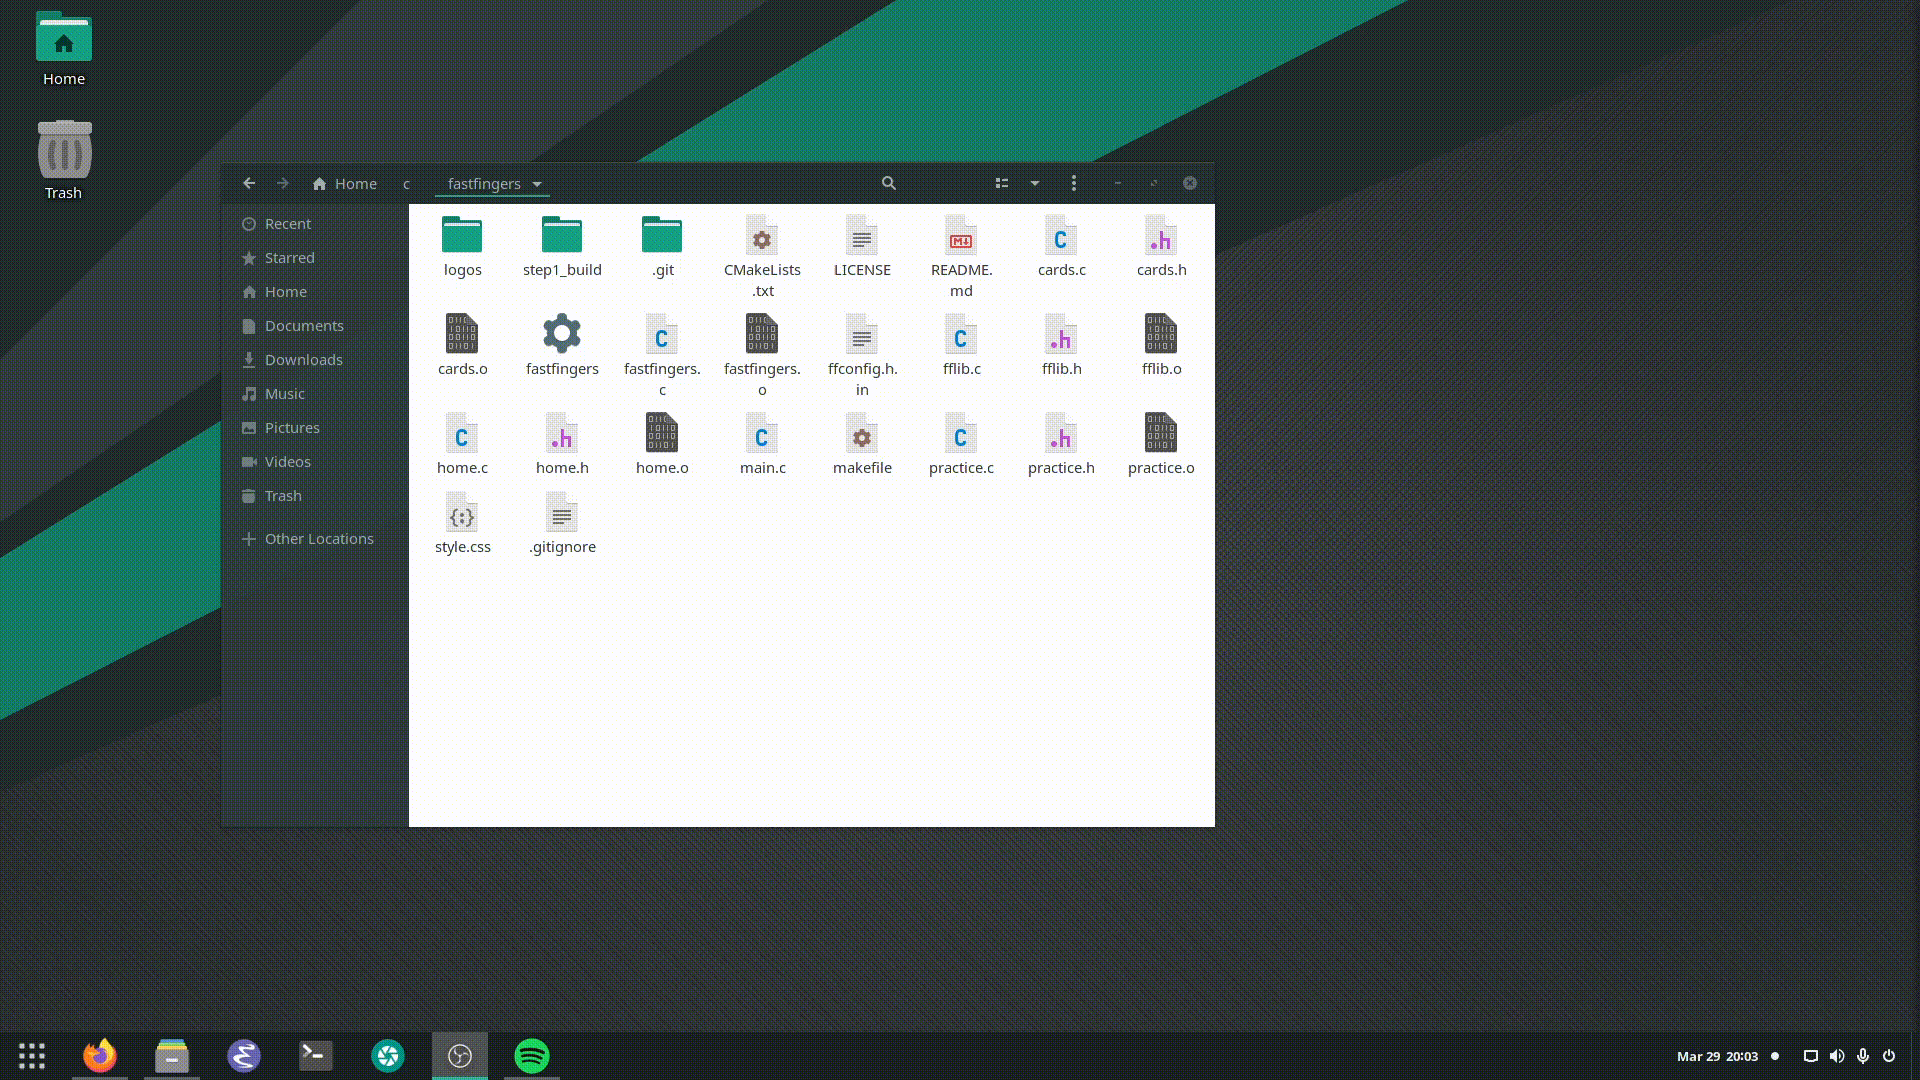 Home
Trash
Home c fastfingers
Recent
Starred
Home
Documents
Downloads
Music
Pictures
Videos
Trash
Other Locations
logos step1_build .git CMakeLists LICENSE README. cards.c cards.h
.txt md
cards.o fastfingers fastfingers. fastfingers. ffconfig.h. fflib.c fflib.h fflib.o
c o in
home.c home.h home.o main.c makefile practice.c practice.h practice.o
style.css .gitignore
Mar 29 20:03